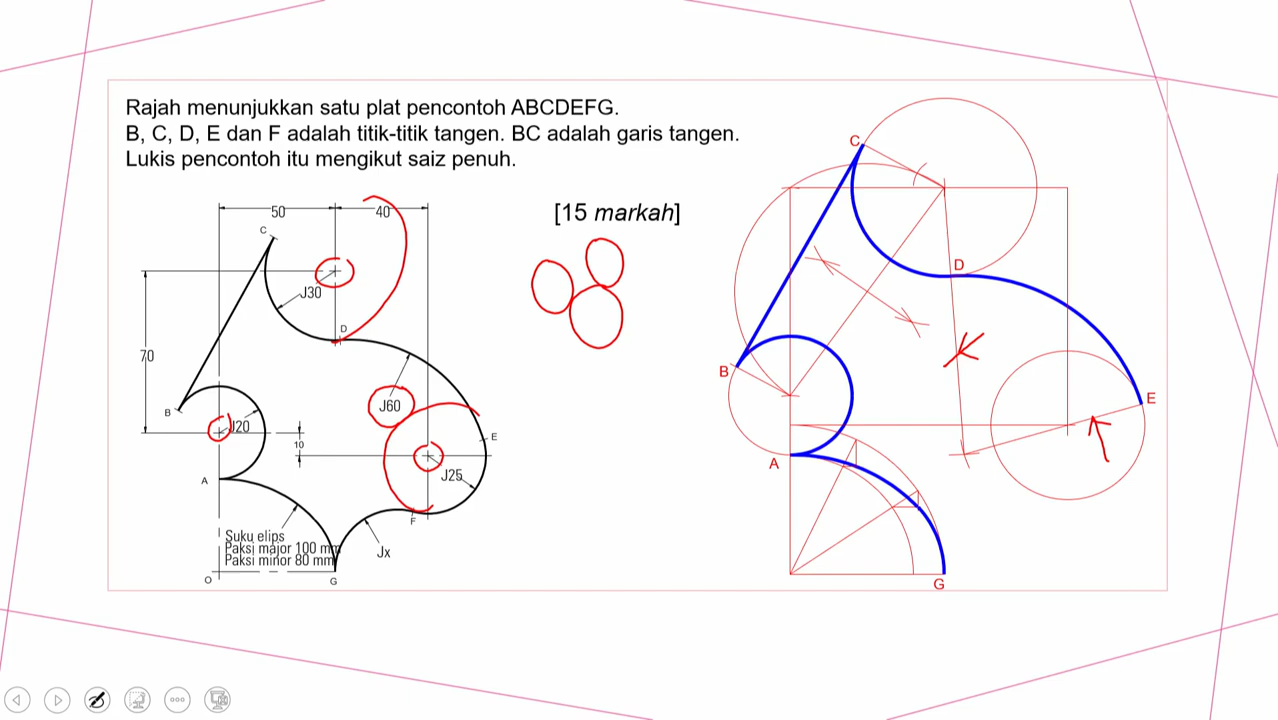 Rajah menunjukkan satu plat pencontoh ABCDEFG.
B, C, D, E dan F adalah titik-titik tangen. BC adalah garis tangen.
Lukis pencontoh itu mengikut saiz penuh.
[15 markah]
50
40
C
J30
D
70
B
J20
J60
10
E
J25
A
F
Suku elips
Paksi major 100 mm
Paksi minor 80 mm
Jx
O
G
C
D
B
E
A
G